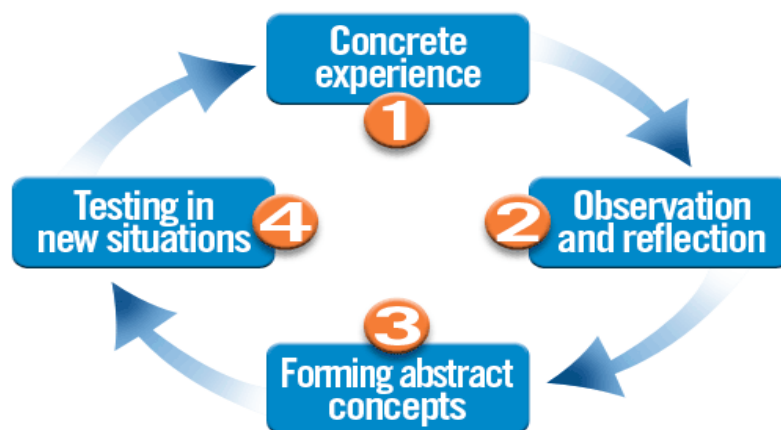 Concrete
experience
1
2
Observation
and reflection
3
Forming abstract
concepts
4
Testing in
new situations